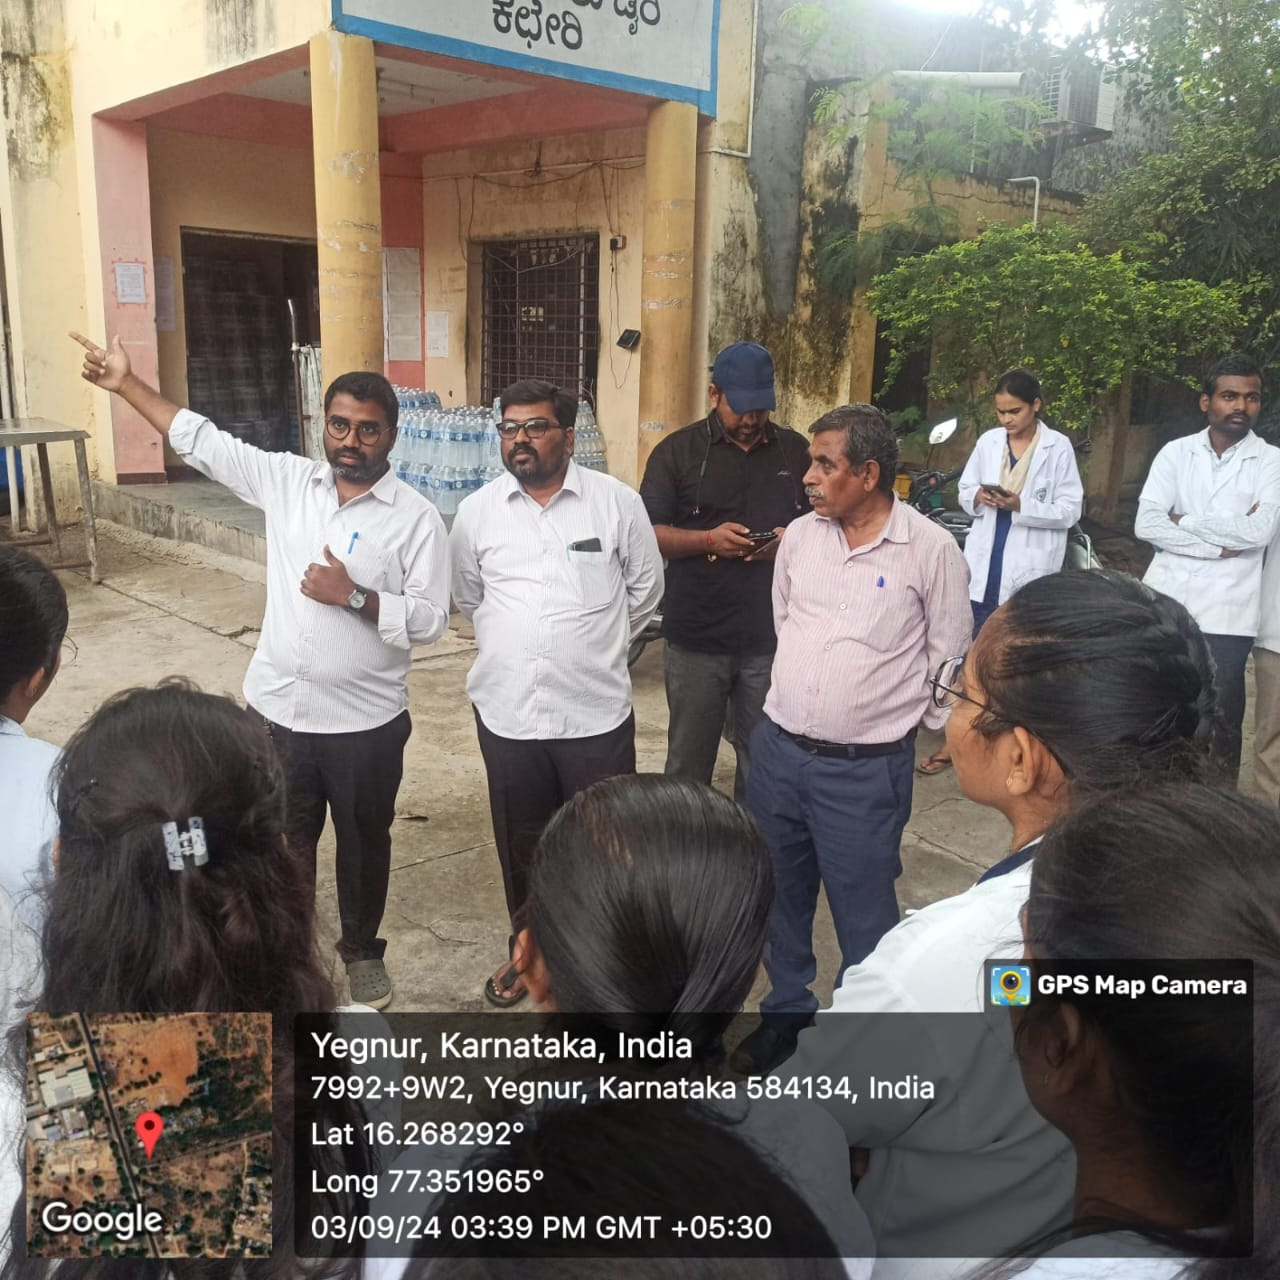 ಕಛೇರಿ
GPS Map Camera
Yegnur, Karnataka, India
7992+9W2, Yegnur, Karnataka 584134, India
Lat 16.268292°
Long 77.351965°
03/09/24 03:39 PM GMT +05:30
Google